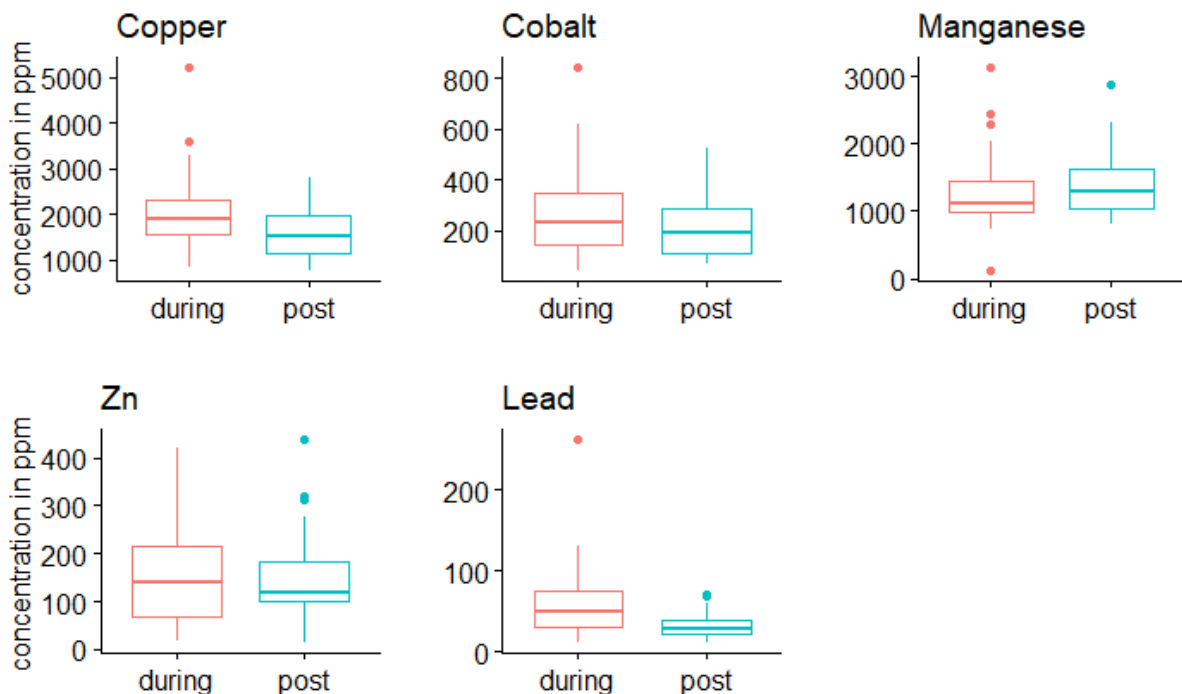 Copper
concentration in ppm
5000
4000
3000
2000
1000
during post
Cobalt
800
600
400
200
during post
Manganese
3000
2000
1000
0
during post
Zn
concentration in ppm
400
300
200
100
0
during post
Lead
200
100
0
during post